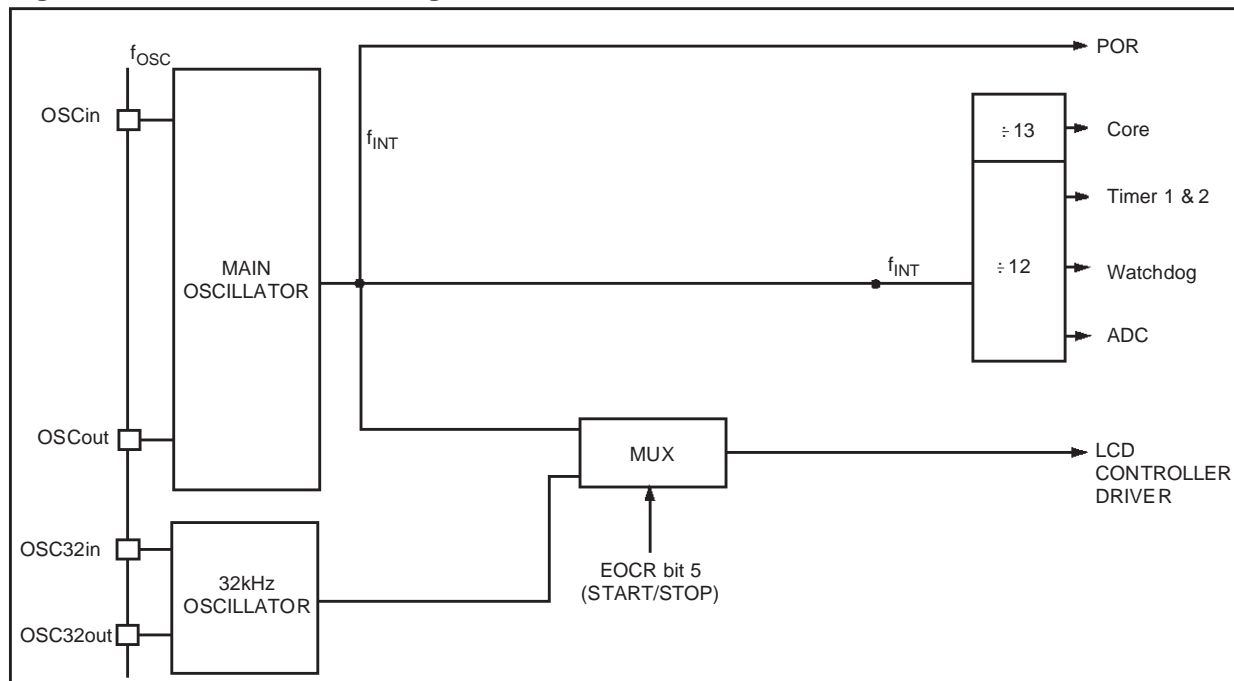 fOSC
POR
OSCin
÷13
Core
fINT
Timer 1 & 2
MAIN
OSCILLATOR
fINT
÷12
Watchdog
ADC
OSCout
MUX
LCD
CONTROLLER
DRIVER
OSC32in
32kHz
OSCILLATOR
EOCR bit 5
(START/STOP)
OSC32out